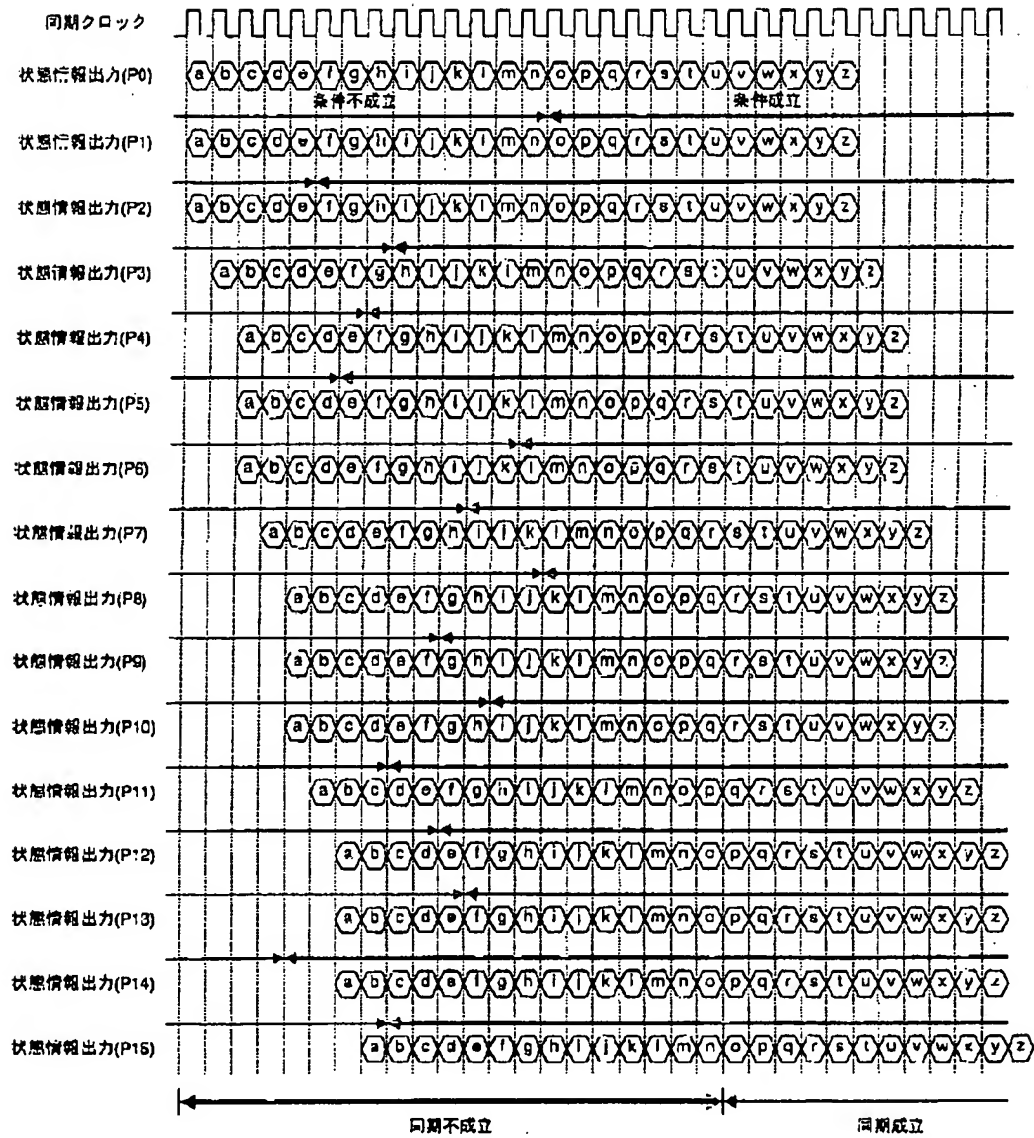 同期クロック
状態情報出力(P0) a b c d e f g h i j k l m n o p q r s t u v w x y z
条件不成立 条件成立
状態情報出力(P1) a b c d e f g h i j k l m n o p q r s t u v w x y z
状態情報出力(P2) a b c d e f g h i j k l m n o p q r s t u v w x y z
状態情報出力(P3) a b c d e f g h i j k l m n o p q r s t u v w x y z
状態情報出力(P4) a b c d e f g h i j k l m n o p q r s t u v w x y z
状態情報出力(P5) a b c d e f g h i j k l m n o p q r s t u v w x y z
状態情報出力(P6) a b c d e f g h i j k l m n o p q r s t u v w x y z
状態情報出力(P7) a b c d e f g h i j k l m n o p q r s t u v w x y z
状態情報出力(P8) a b c d e f g h i j k l m n o p q r s t u v w x y z
状態情報出力(P9) a b c d e f g h i j k l m n o p q r s t u v w x y z
状態情報出力(P10) a b c d e f g h i j k l m n o p q r s t u v w x y z
状態情報出力(P11) a b c d e f g h i j k l m n o p q r s t u v w x y z
状態情報出力(P12) a b c d e f g h i j k l m n o p q r s t u v w x y z
状態情報出力(P13) a b c d e f g h i j k l m n o p q r s t u v w x y z
状態情報出力(P14) a b c d e f g h i j k l m n o p q r s t u v w x y z
状態情報出力(P15) a b c d e f g h i j k l m n o p q r s t u v w x y z
同期不成立 同期成立